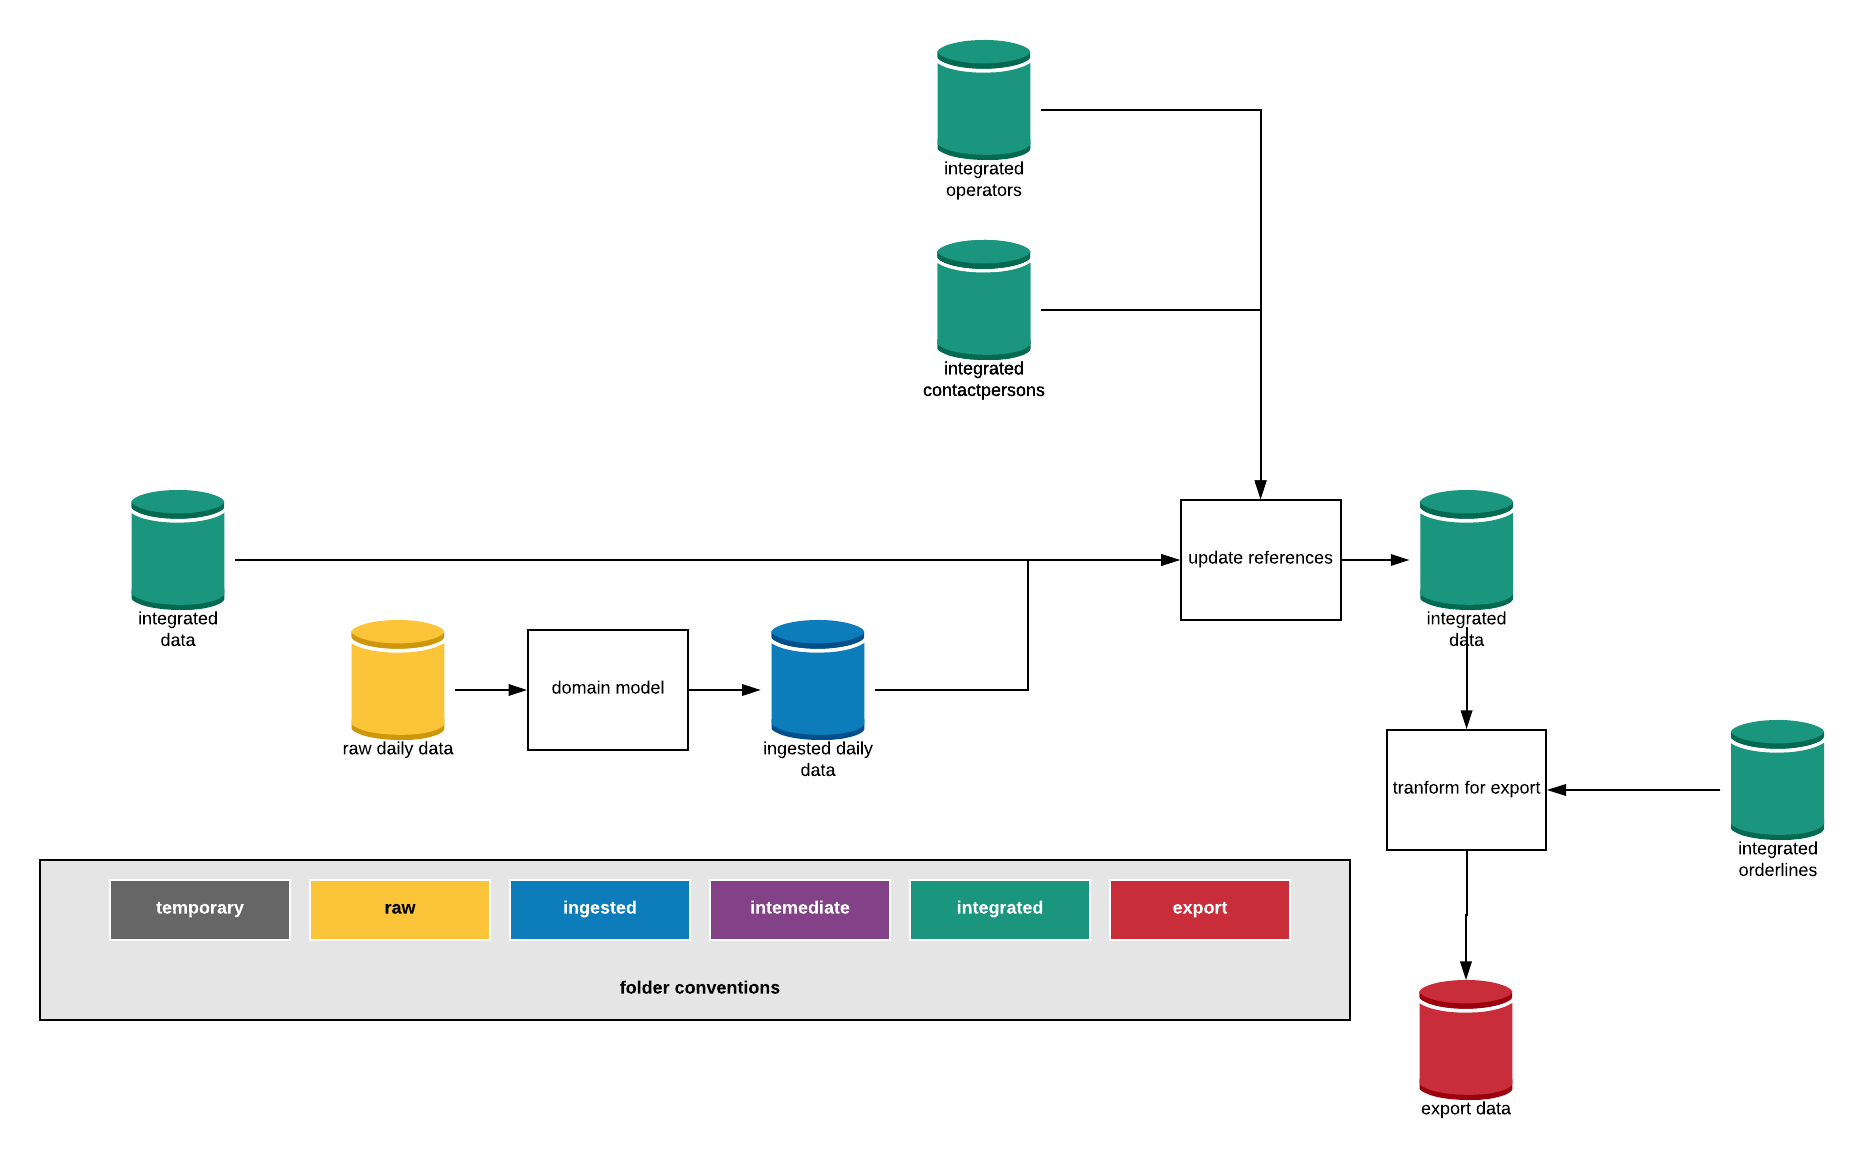 integrated
operators
integrated
contactpersons
update references
integrated
data
integrated
data
domain model
raw daily data
ingested daily
data
tranform for export
integrated
orderlines
temporary
raw
ingested
intemediate
integrated
export
folder conventions
export data